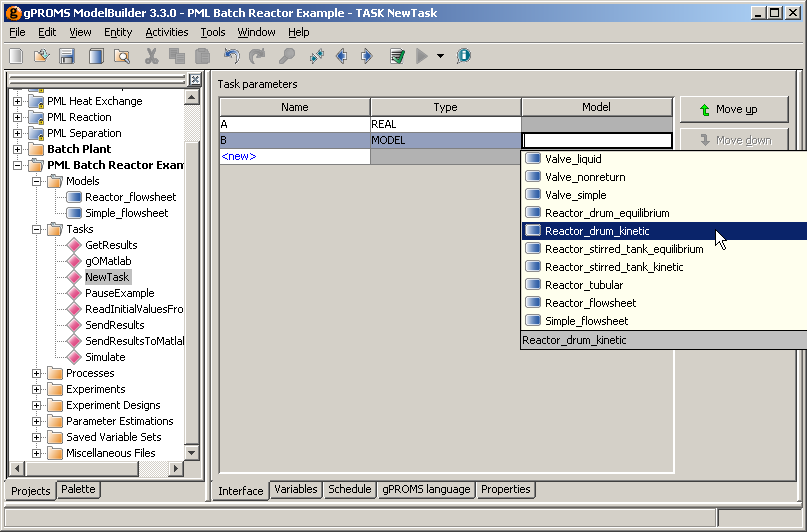 gPROMS ModelBuilder 3.3.0 - PML Batch Reactor Example - TASK NewTask
File Edit View Entity Activities Tools Window Help
PML Heat Exchange
PML Reaction
PML Separation
Batch Plant
PML Batch Reactor Exam
Models
Reactor_flowsheet
Simple_flowsheet
Tasks
GetResults
gOMatlab
NewTask
PauseExample
ReadInitialValuesFro
SendResults
SendResultsToMatlab
Simulate
Processes
Experiments
Experiment Designs
Parameter Estimations
Saved Variable Sets
Miscellaneous Files
Projects Palette
Task parameters
Name Type Model
A REAL
B MODEL
<new>
Valve_liquid
Valve_nonreturn
Valve_simple
Reactor_drum_equilibrium
Reactor_drum_kinetic
Reactor_stirred_tank_equilibrium
Reactor_stirred_tank_kinetic
Reactor_tubular
Reactor_flowsheet
Simple_flowsheet
Reactor_drum_kinetic
Move up
Move down
Interface Variables Schedule gPROMS language Properties